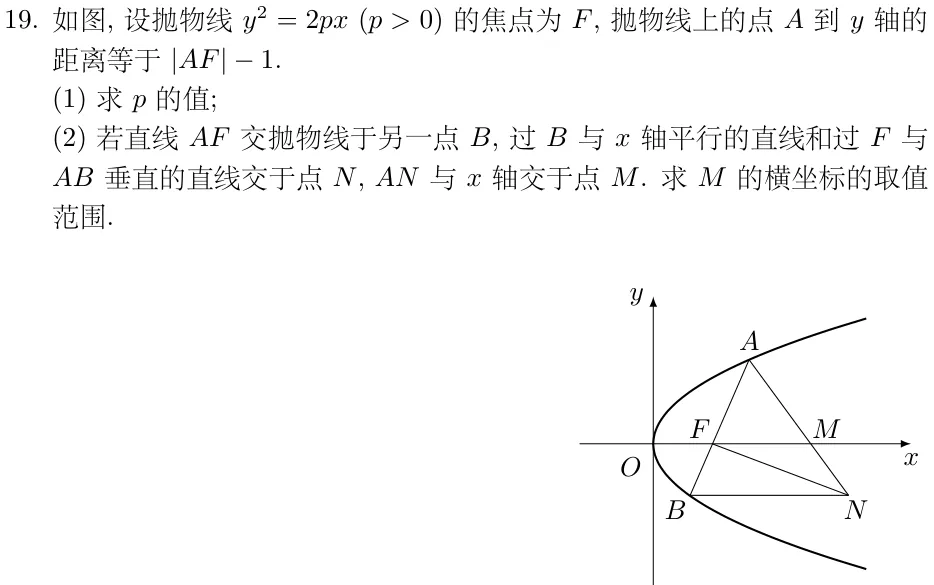 19. 如图, 设抛物线 y² = 2px (p > 0) 的焦点为 F, 抛物线上的点 A 到 y 轴的
距离等于 |AF| − 1.
(1) 求 p 的值;
(2) 若直线 AF 交抛物线于另一点 B, 过 B 与 x 轴平行的直线和过 F 与
AB 垂直的直线交于点 N, AN 与 x 轴交于点 M. 求 M 的横坐标的取值
范围.
y
A
F
M
x
O
B
N